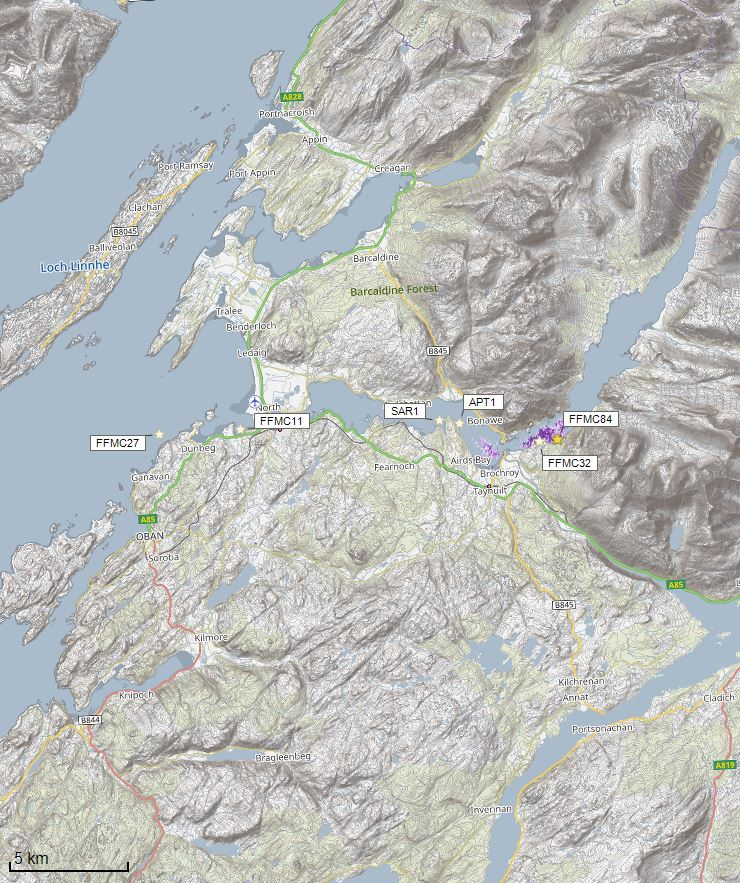 A828
Portnacroish
Appin
Port Ramsay
Port Appin
Creagan
Clachan
B8045
Balliveolan
Barcaldine
Loch Linnhe
Barcaldine Forest
Tralee
Benderloch
Ledaig
B845
North
APT1
SAR1
FFMC11
Bonawe
FFMC84
FFMC27
Dunbeg
Airds Bay
FFMC32
Fearnoch
Brochroy
Ganavan
Taynuilt
A85
OBAN
Soroba
A85
B845
Kilmore
Kilchrenan
Annat
Knipoch
Cladich
B844
Portsonachan
Bragleenbeg
A819
Inverinan
5 km